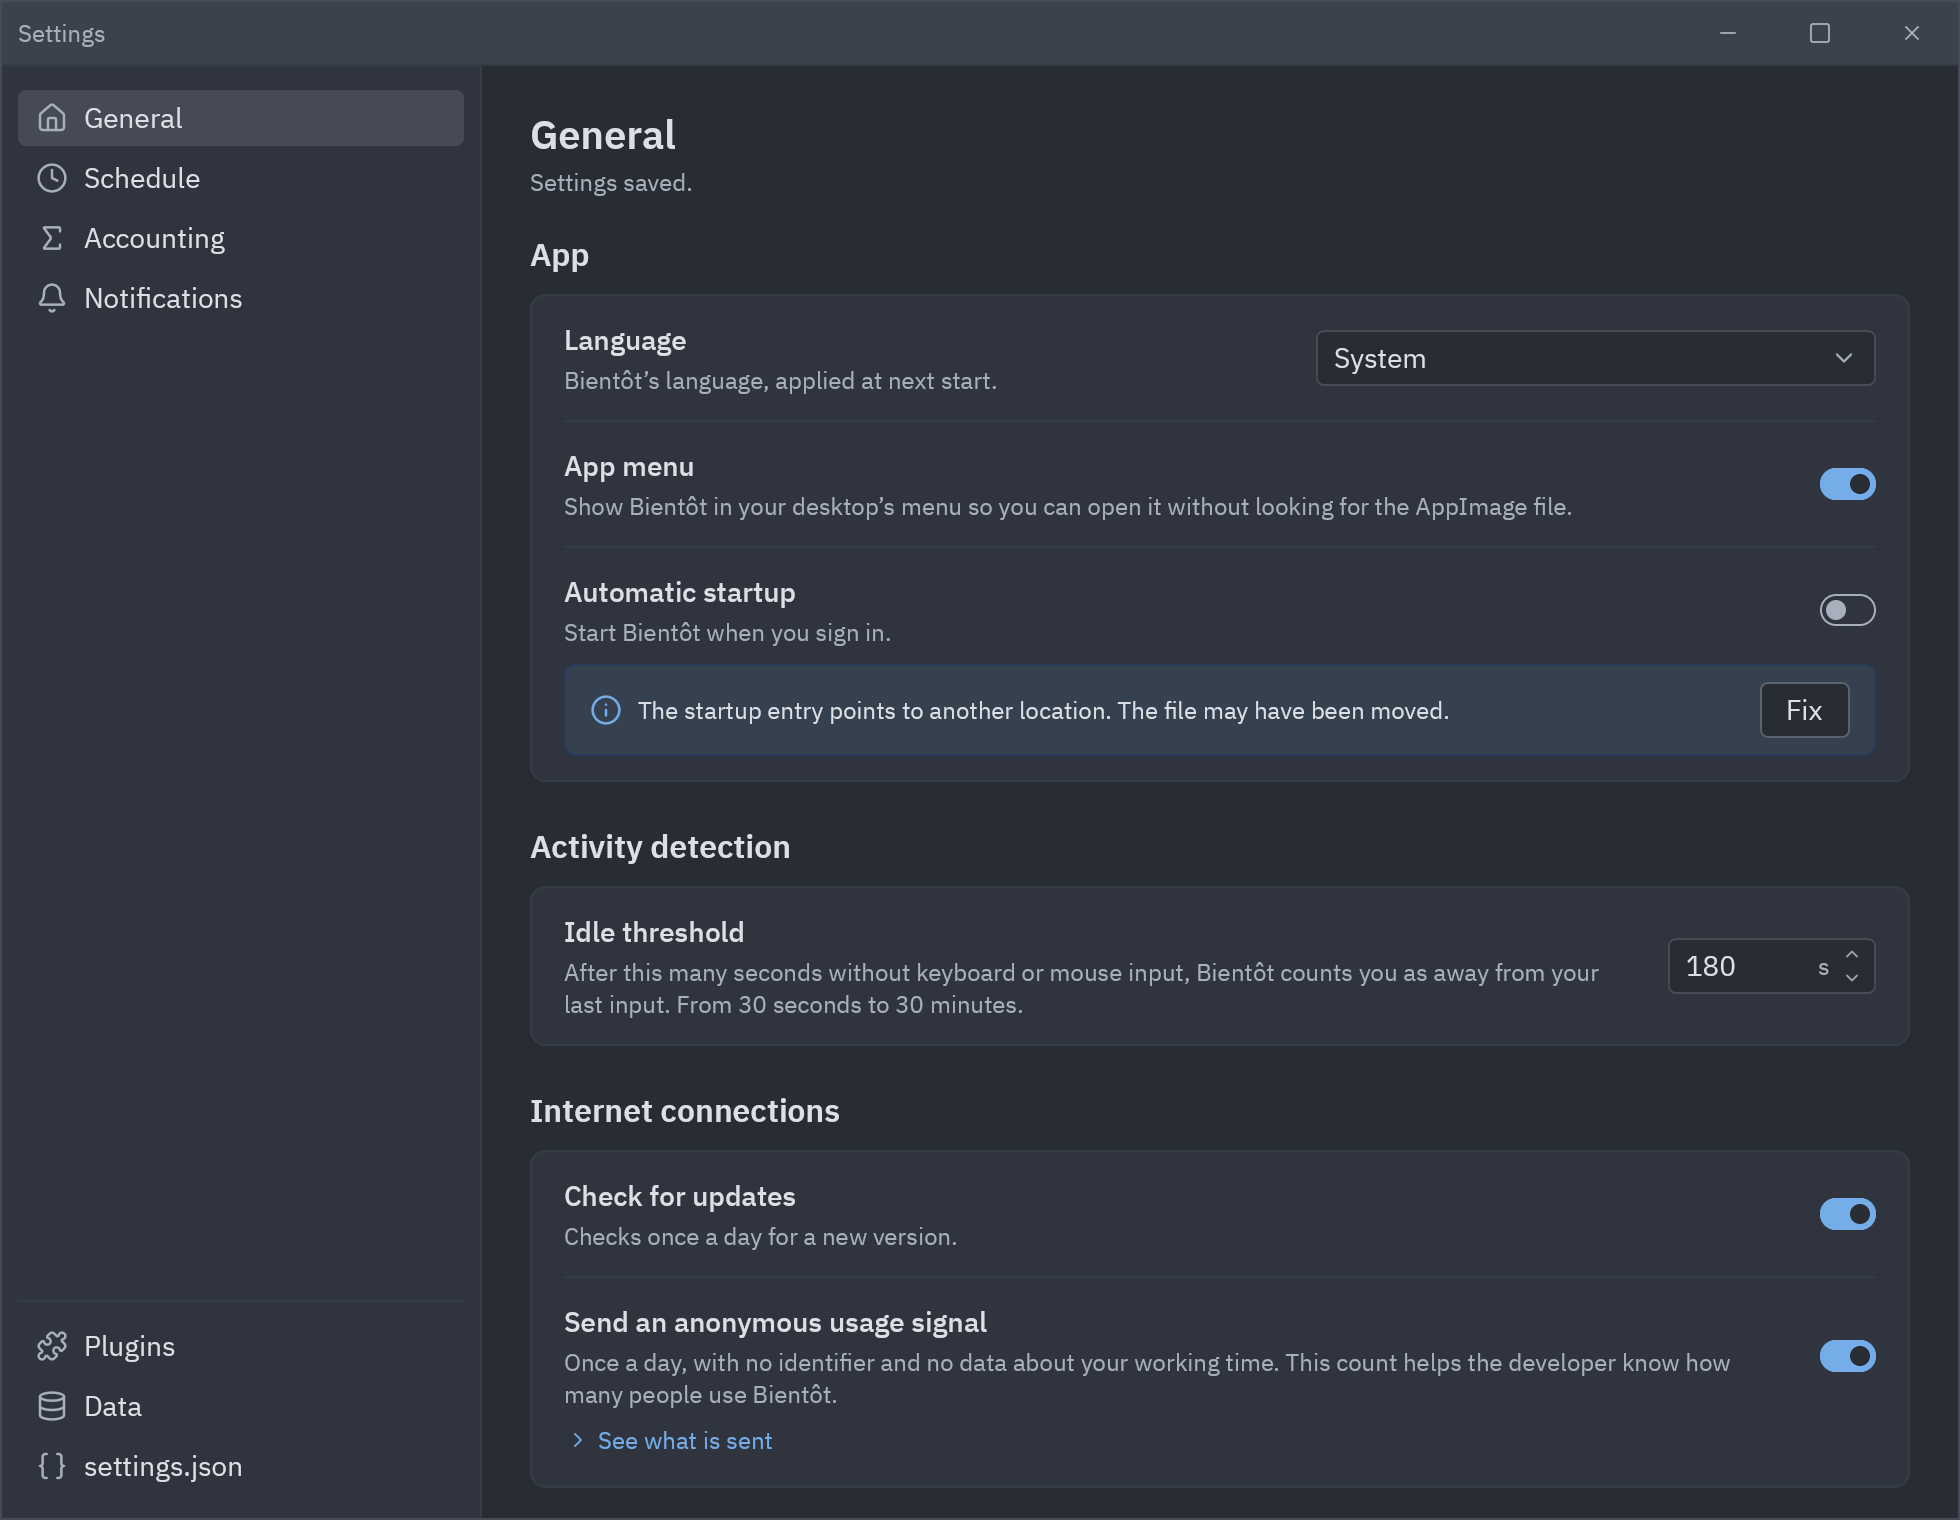 Settings
General
Schedule
Accounting
Notifications
Plugins
Data
settings.json
General
Settings saved.
App
Language
Bientôt’s language, applied at next start.
System
App menu
Show Bientôt in your desktop’s menu so you can open it without looking for the AppImage file.
Automatic startup
Start Bientôt when you sign in.
The startup entry points to another location. The file may have been moved.
Fix
Activity detection
Idle threshold
After this many seconds without keyboard or mouse input, Bientôt counts you as away from your
last input. From 30 seconds to 30 minutes.
180 s
Internet connections
Check for updates
Checks once a day for a new version.
Send an anonymous usage signal
Once a day, with no identifier and no data about your working time. This count helps the developer know how
many people use Bientôt.
See what is sent